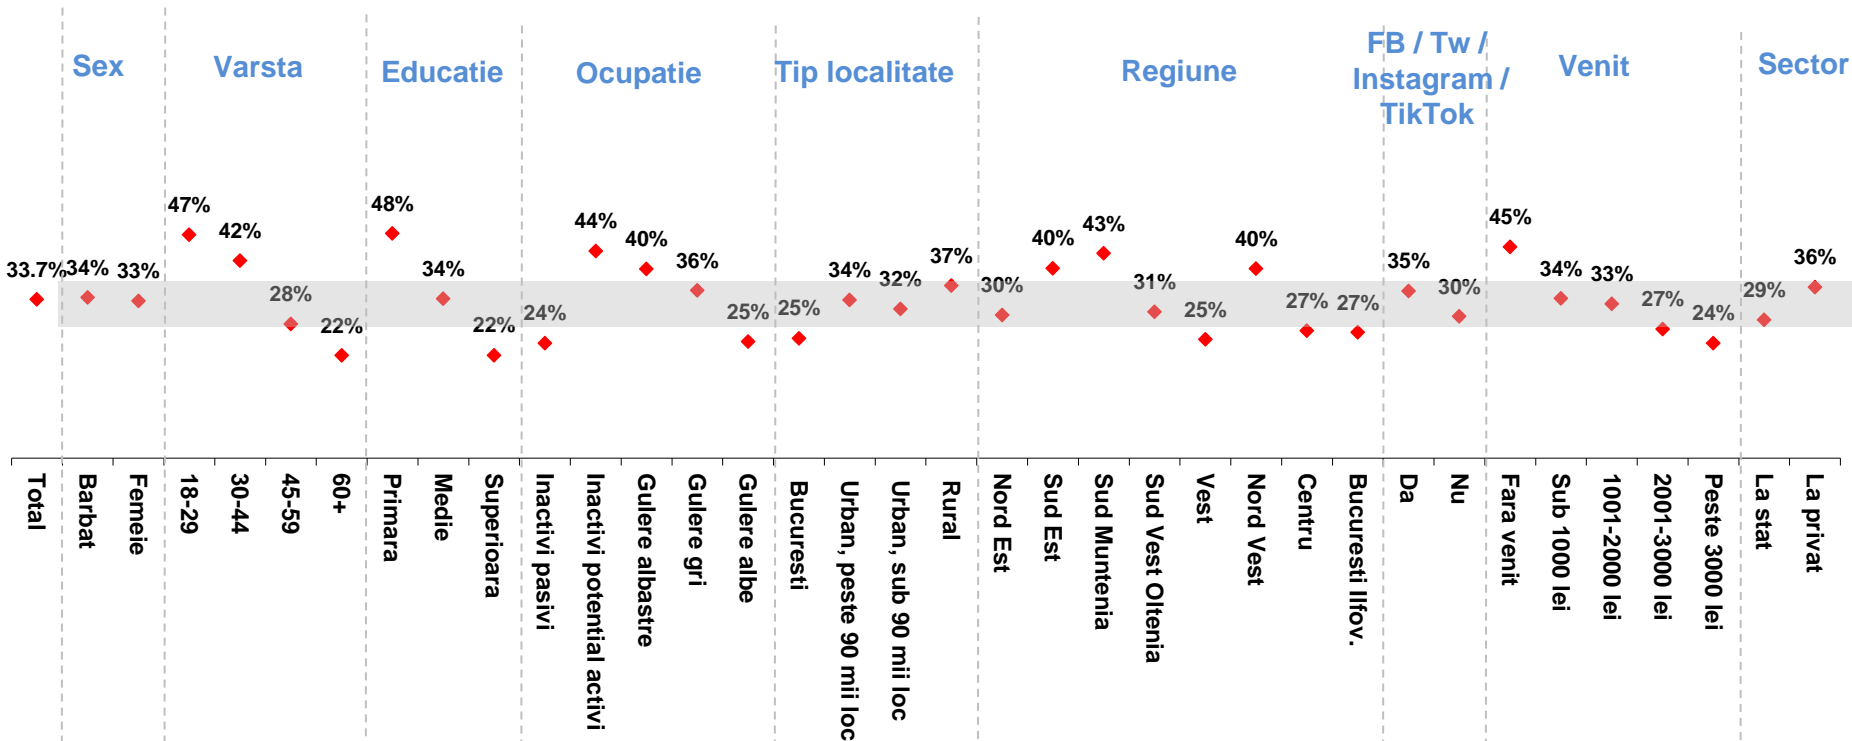 Sex
Varsta
Educatie
Ocupatie
Tip localitate
Regiune
FB / Tw /
Instagram /
TikTok
Venit
Sector
33.7%
34%
33%
47%
42%
28%
22%
48%
34%
22%
24%
44%
40%
36%
25%
25%
34%
32%
37%
30%
40%
43%
31%
25%
40%
27%
27%
35%
30%
45%
34%
33%
27%
24%
29%
36%
Total
Barbat
Femeie
18-29
30-44
45-59
60+
Primara
Medie
Superioara
Inactivi pasivi
Inactivi potential activi
Gulere albastre
Gulere gri
Gulere albe
Bucuresti
Urban, peste 90 mii loc
Urban, sub 90 mii loc
Rural
Nord Est
Sud Est
Sud Muntenia
Sud Vest Oltenia
Vest
Nord Vest
Centru
Bucuresti Ilfov.
Da
Nu
Fara venit
Sub 1000 lei
1001-2000 lei
2001-3000 lei
Peste 3000 lei
La stat
La privat